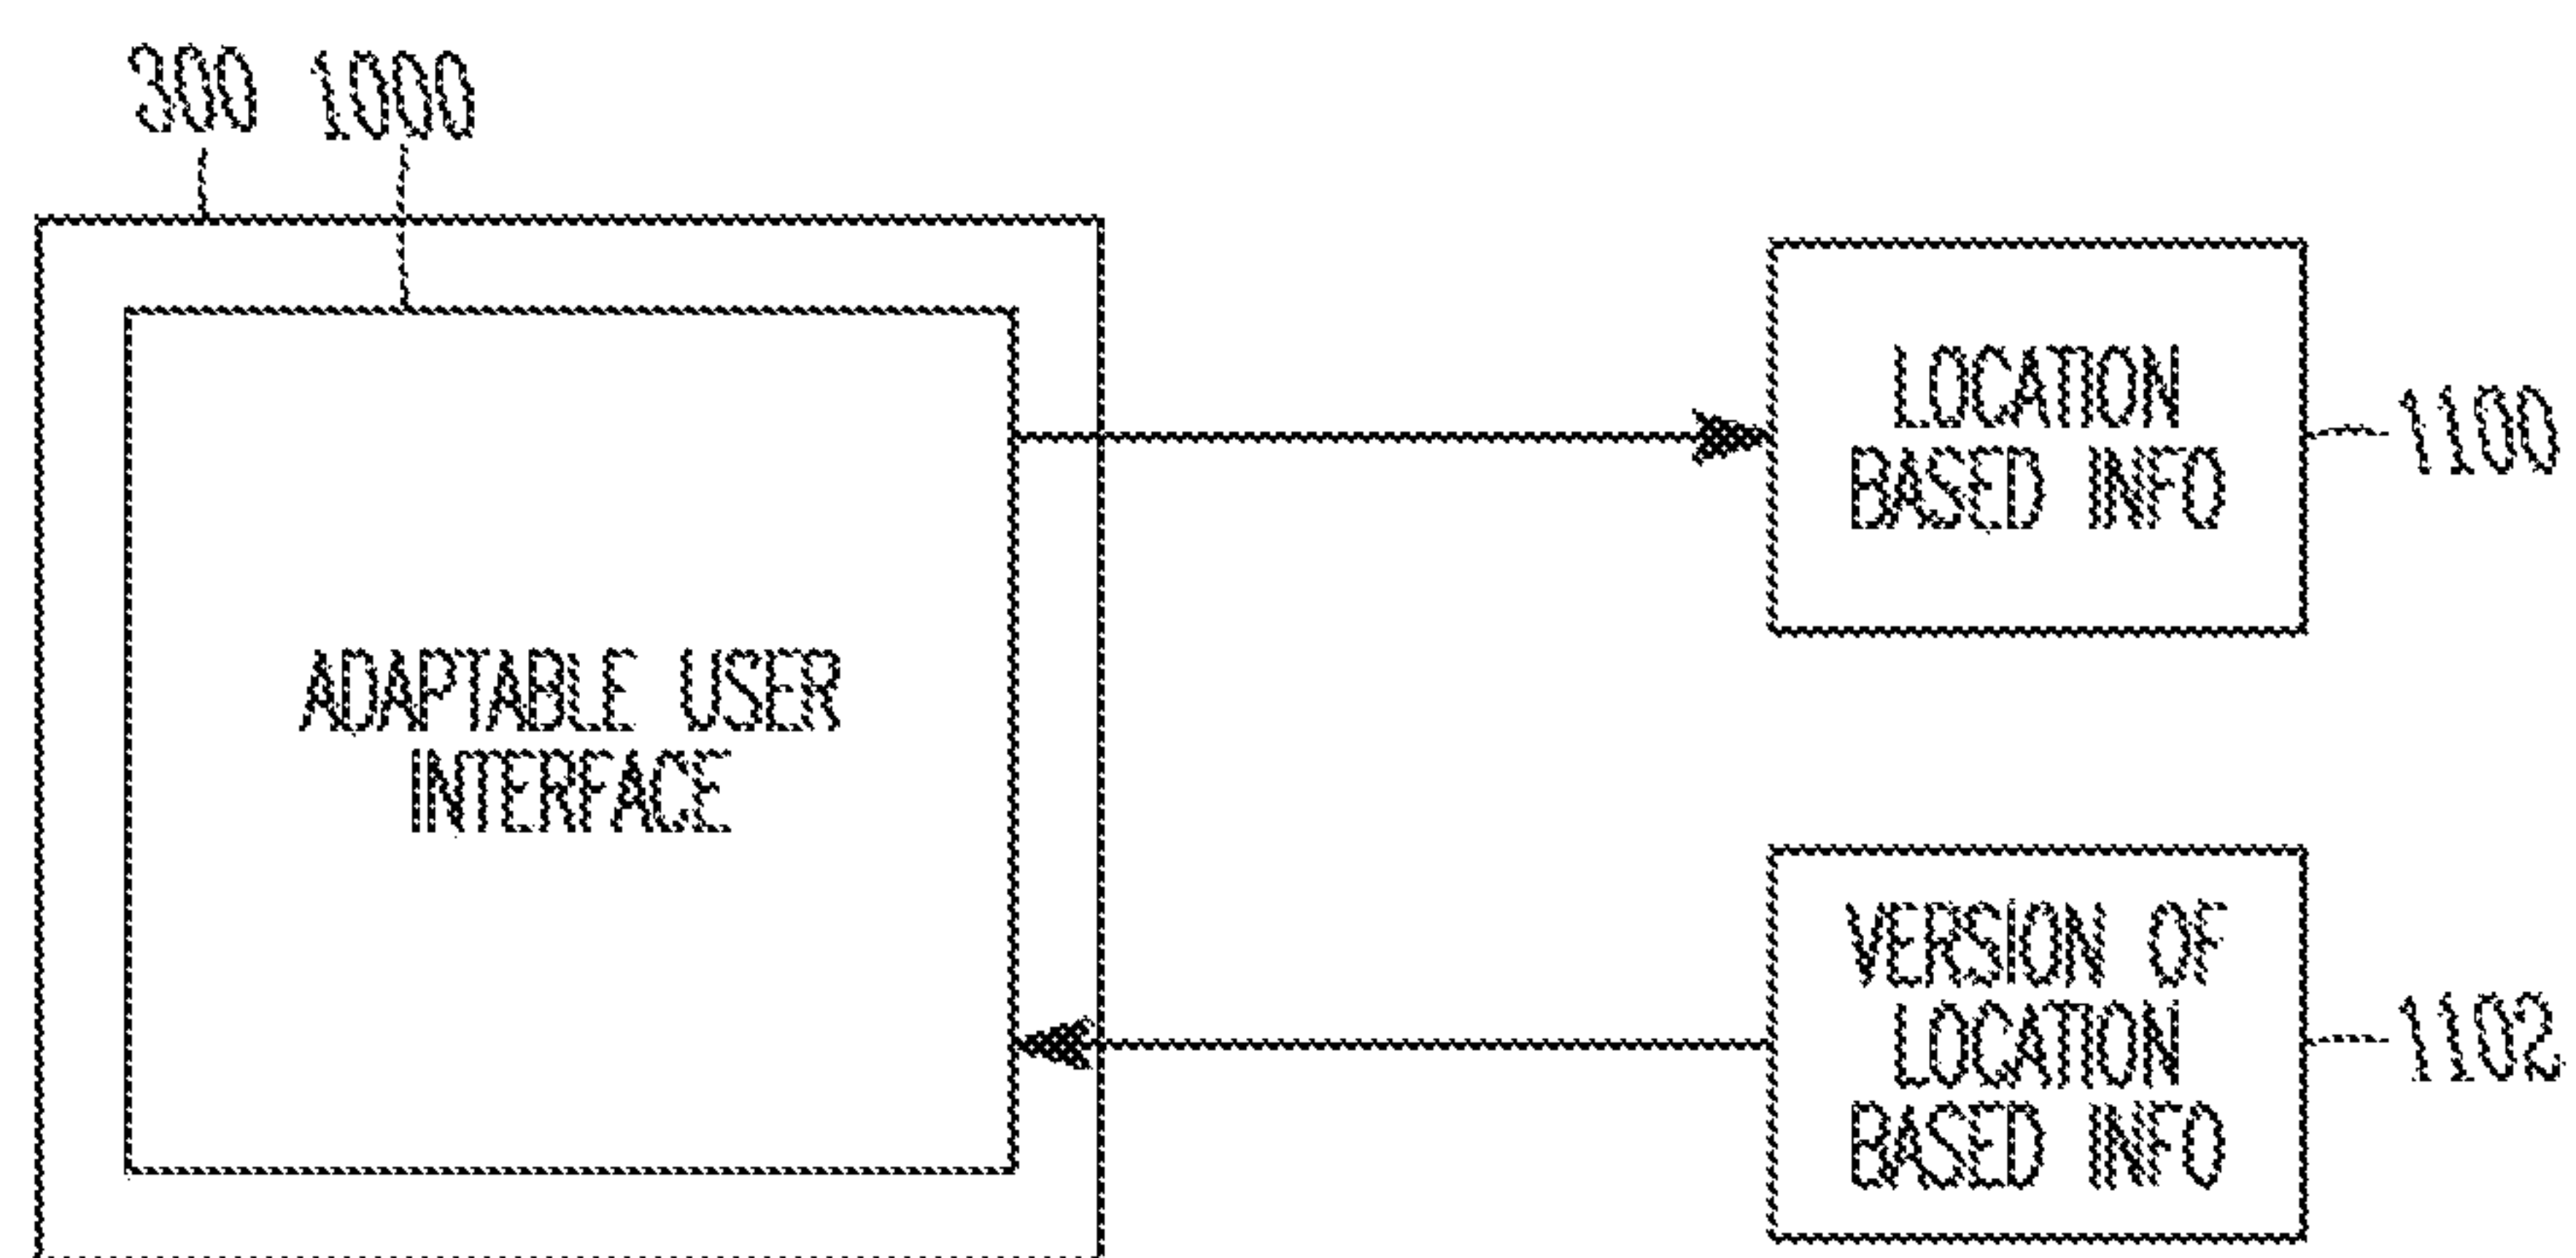 300 1000
LOCATION
BASED INFO
1100
ADAPTABLE USER
INTERFACE
VERSION OF
LOCATION
BASED INFO
1102